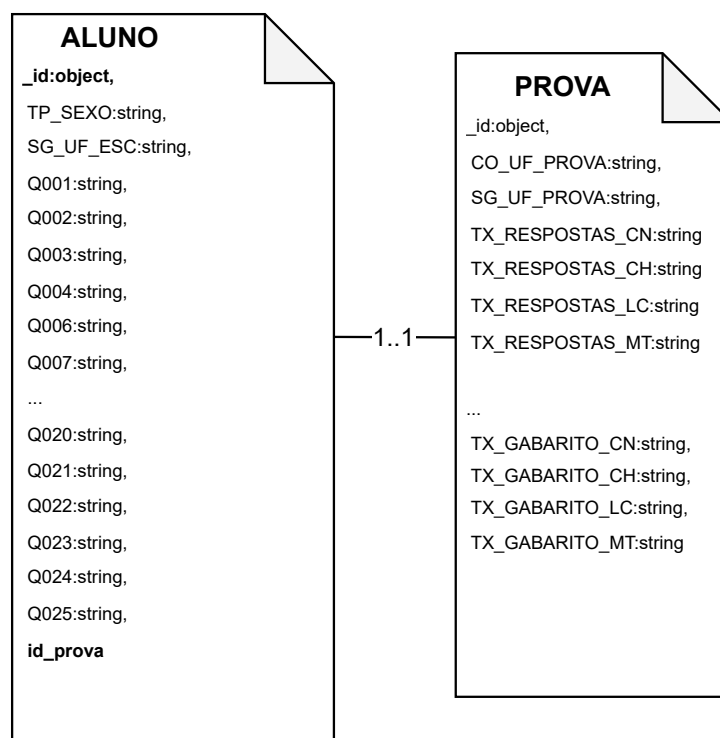 ALUNO
_id:object,
TP_SEXO:string,
SG_UF_ESC:string,
Q001:string,
Q002:string,
Q003:string,
Q004:string,
Q006:string,
Q007:string,
...
Q020:string,
Q021:string,
Q022:string,
Q023:string,
Q024:string,
Q025:string,
id_prova
1..1
PROVA
_id:object,
CO_UF_PROVA:string,
SG_UF_PROVA:string,
TX_RESPOSTAS_CN:string
TX_RESPOSTAS_CH:string
TX_RESPOSTAS_LC:string
TX_RESPOSTAS_MT:string
...
TX_GABARITO_CN:string,
TX_GABARITO_CH:string,
TX_GABARITO_LC:string,
TX_GABARITO_MT:string